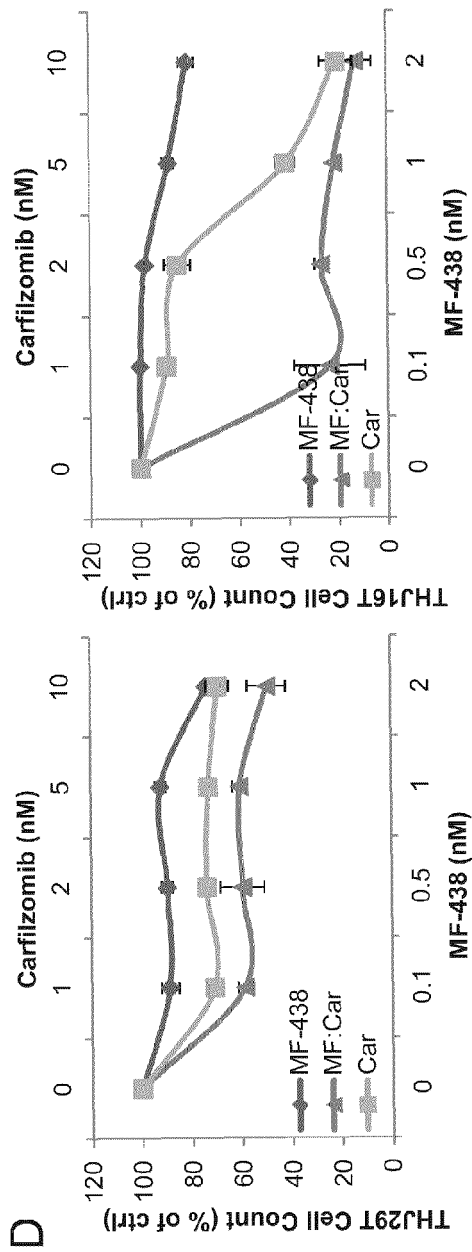 D
Carfilzomib (nM)
0 1 2 5 10
120
100
80
60
40
20
0
THJ29T Cell Count (% of ctrl)
MF-438
MF:Car
Car
0 0.1 0.5 1 2
MF-438 (nM)
Carfilzomib (nM)
0 1 2 5 10
120
100
80
60
40
20
0
THJ16T Cell Count (% of ctrl)
MF-438
MF:Car
Car
0 0.1 0.5 1 2
MF-438 (nM)